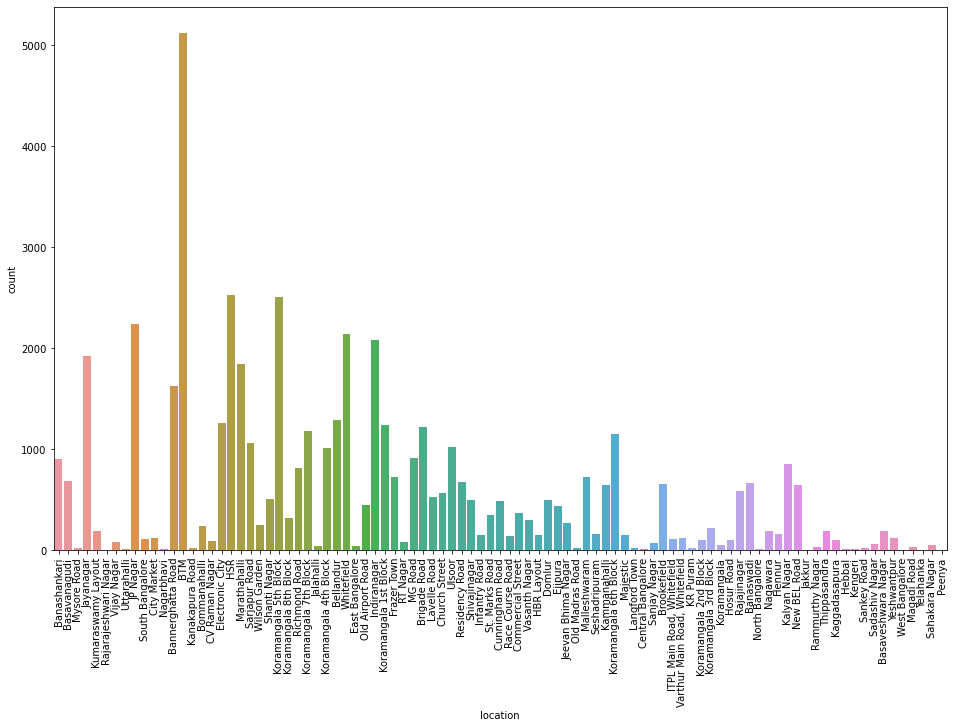 5000
4000
3000
2000
1000
0
count
Banashankari
Basavanagudi
Mysore Road
Jayanagar
Kumaraswamy Layout
Rajarajeshwari Nagar
Vijay Nagar
Uttarahalli
JP Nagar
South Bangalore
City Market
Nagarbhavi
Bannerghatta Road
BTM
Kanakapura Road
Bommanahalli
CV Raman Nagar
Electronic City
HSR
Marathahalli
Sarjapur Road
Wilson Garden
Shanti Nagar
Koramangala 5th Block
Koramangala 8th Block
Richmond Road
Koramangala 7th Block
Jalahalli
Koramangala 4th Block
Bellandur
Whitefield
East Bangalore
Old Airport Road
Indiranagar
Koramangala 1st Block
Frazer Town
RT Nagar
MG Road
Brigade Road
Lavelle Road
Church Street
Ulsoor
Residency Road
Shivajinagar
Infantry Road
St. Marks Road
Cunningham Road
Race Course Road
Commercial Street
Vasanth Nagar
HBR Layout
Domlur
Ejipura
Jeevan Bhima Nagar
Old Madras Road
Malleshwaram
Seshadripuram
Kammanahalli
Koramangala 6th Block
Majestic
Langford Town
Central Bangalore
Sanjay Nagar
Brookefield
ITPL Main Road, Whitefield
Varthur Main Road, Whitefield
KR Puram
Koramangala 2nd Block
Koramangala 3rd Block
Koramangala
Hosur Road
Rajajinagar
Banaswadi
North Bangalore
Nagawara
Hennur
Kalyan Nagar
New BEL Road
Jakkur
Rammurthy Nagar
Thippasandra
Kaggadasapura
Hebbal
Kengeri
Sankey Road
Sadashiv Nagar
Basaveshwara Nagar
Yeshwantpur
West Bangalore
Magadi Road
Yelahanka
Sahakara Nagar
Peenya
location